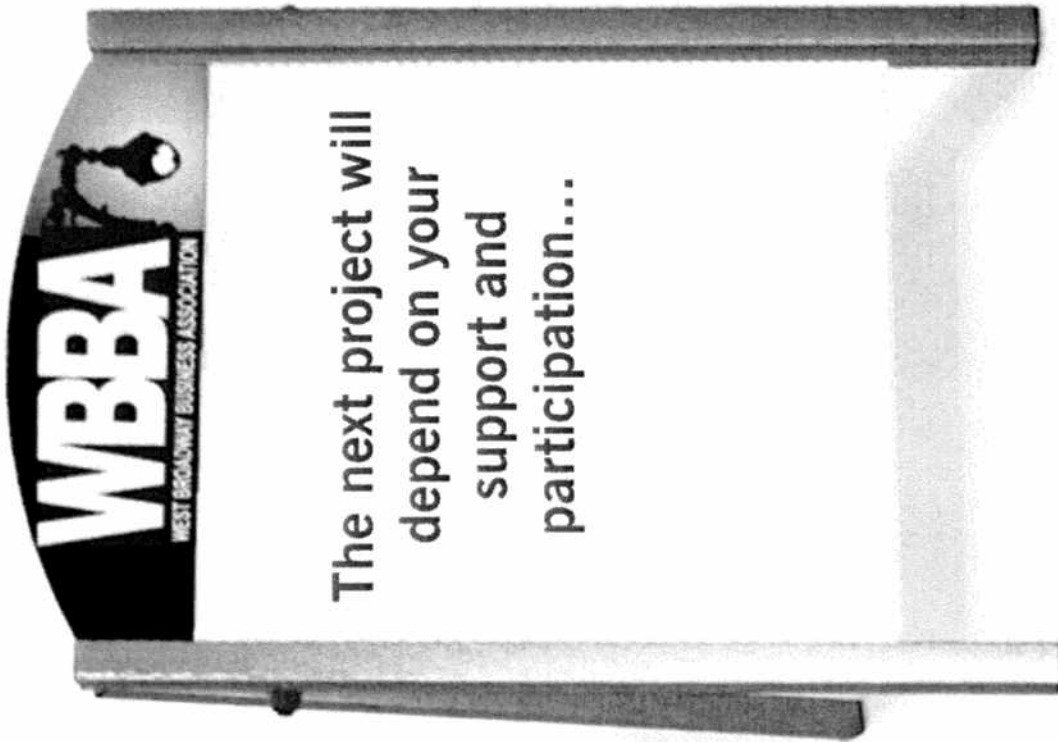 WBBA
WEST BROADWAY BUSINESS ASSOCIATION
The next project will
depend on your
support and
participation...